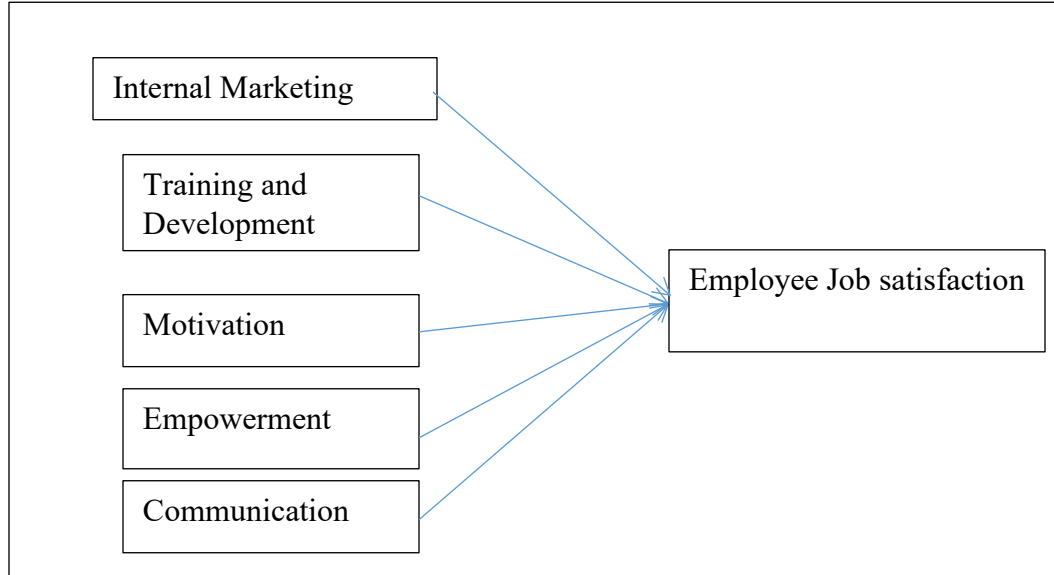 Internal Marketing
Training and
Development
Employee Job satisfaction
Motivation
Empowerment
Communication